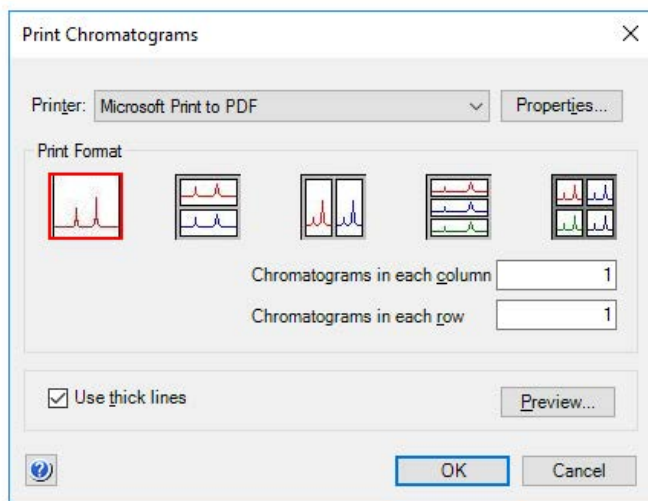 Print Chromatograms
Printer: Microsoft Print to PDF Properties...
Print Format
Chromatograms in each column 1
Chromatograms in each row 1
Use thick lines Preview...
OK Cancel